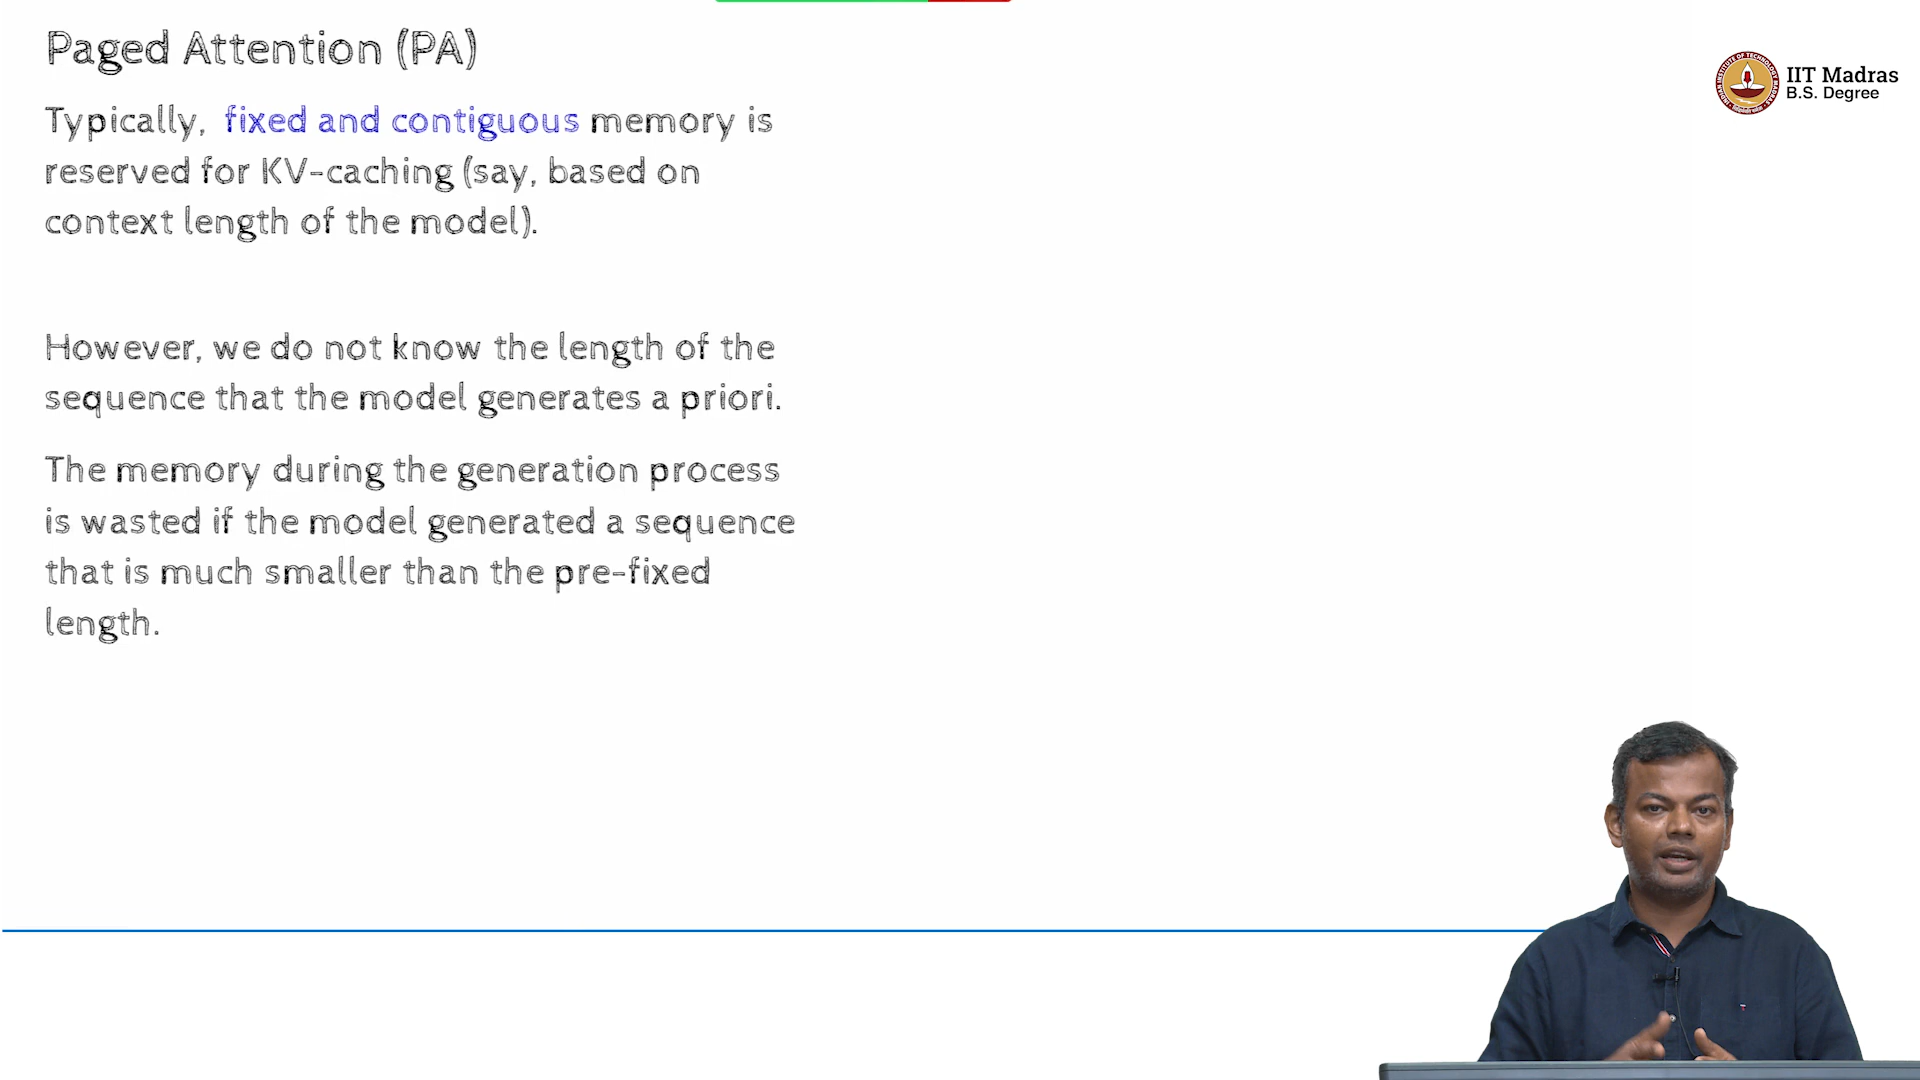 Paged Attention (PA)
IIT Madras
B.S. Degree
Typically, fixed and contiguous memory is
reserved for KV-caching (say, based on
context length of the model).
However, we do not know the length of the
sequence that the model generates a priori.
The memory during the generation process
is wasted if the model generated a sequence
that is much smaller than the pre-fixed
length.